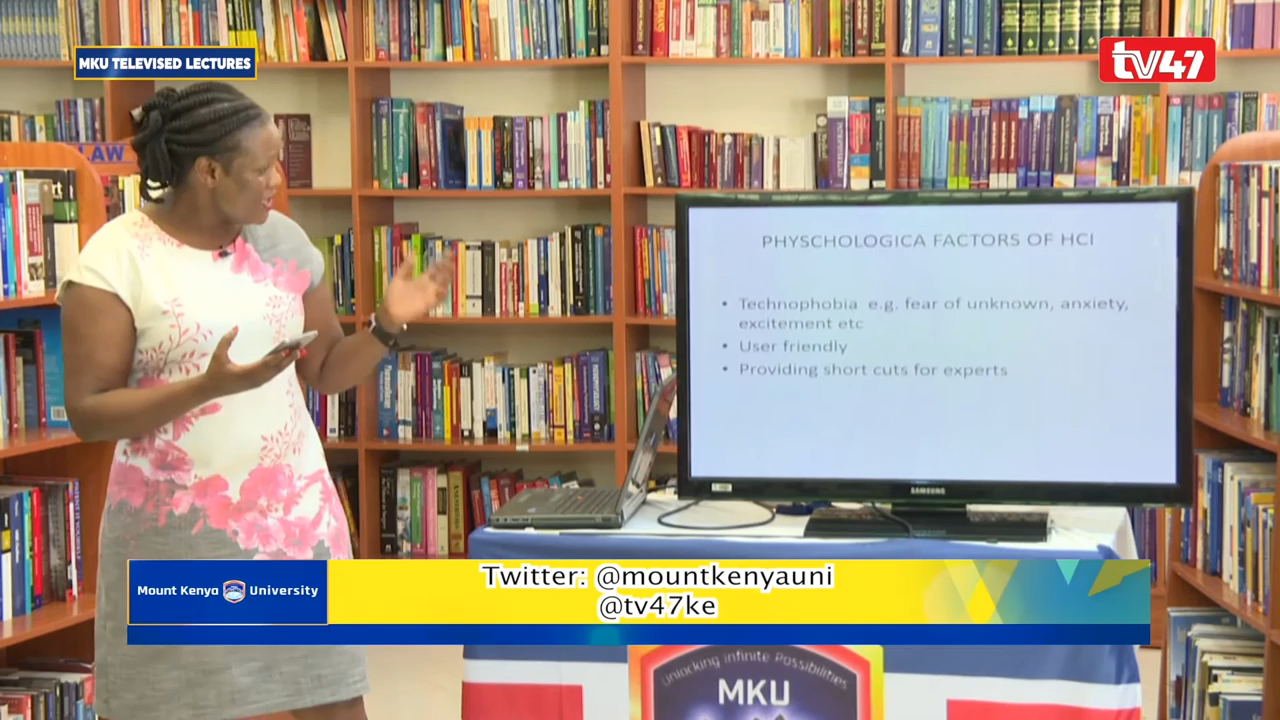 MKU TELEVISED LECTURES
tv47
LAW
PHYSCHOLOGICA FACTORS OF HCI
• Technophobia e.g. fear of unknown, anxiety,
excitement etc
• User friendly
• Providing short cuts for experts
SAMSUNG
Mount Kenya University
Twitter: @mountkenyauni
@tv47ke
Unlocking Infinite Possibilities
MKU